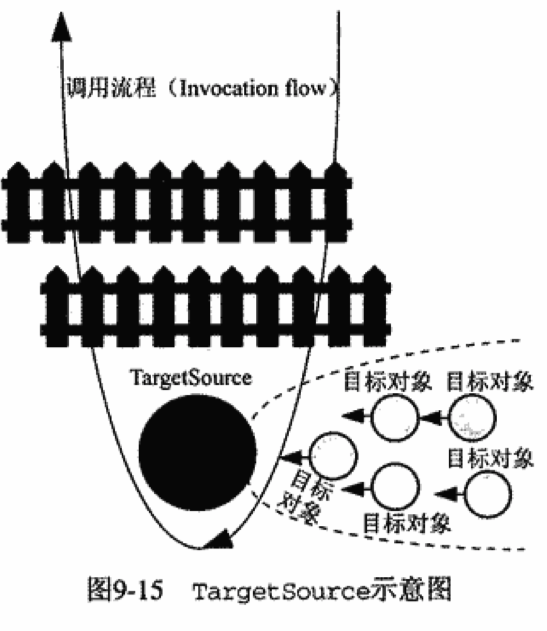 调用流程（Invocation flow）
TargetSource
目标对象
目标对象
目标对象
目标
对象
目标对象
图9-15 TargetSource示意图